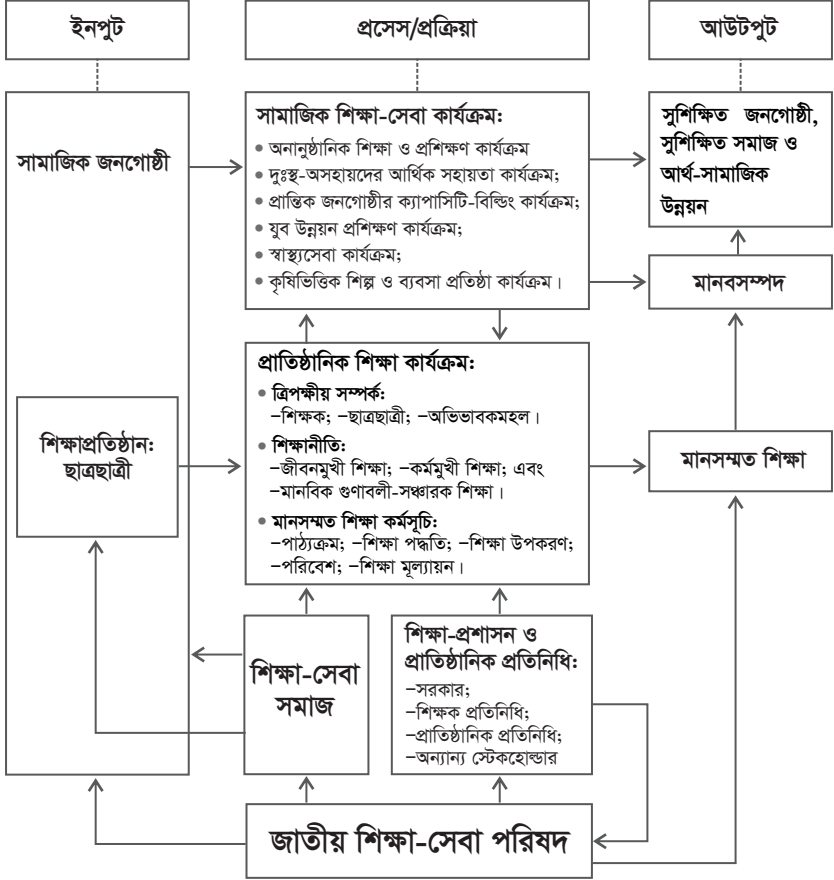 ইনপুট
প্রসেস/প্রক্রিয়া
আউটপুট
সামাজিক জনগোষ্ঠী
সামাজিক শিক্ষা-সেবা কার্যক্রম:
• অনানুষ্ঠানিক শিক্ষা ও প্রশিক্ষণ কার্যক্রম
• দুঃস্থ-অসহায়দের আর্থিক সহায়তা কার্যক্রম;
• প্রান্তিক জনগোষ্ঠীর ক্যাপাসিটি-বিল্ডিং কার্যক্রম;
• যুব উন্নয়ন প্রশিক্ষণ কার্যক্রম;
• স্বাস্থ্যসেবা কার্যক্রম;
• কৃষিভিত্তিক শিল্প ও ব্যবসা প্রতিষ্ঠা কার্যক্রম।
সুশিক্ষিত জনগোষ্ঠী,
সুশিক্ষিত সমাজ ও
আর্থ-সামাজিক
উন্নয়ন
মানবসম্পদ
শিক্ষাপ্রতিষ্ঠান:
ছাত্রছাত্রী
প্রাতিষ্ঠানিক শিক্ষা কার্যক্রম:
• ত্রিপক্ষীয় সম্পর্ক:
–শিক্ষক; –ছাত্রছাত্রী; –অভিভাবকমহল।
• শিক্ষানীতি:
–জীবনমুখী শিক্ষা; –কর্মমুখী শিক্ষা; এবং
–মানবিক গুণাবলী-সঞ্চারক শিক্ষা।
• মানসম্মত শিক্ষা কর্মসূচি:
–পাঠ্যক্রম; –শিক্ষা পদ্ধতি; –শিক্ষা উপকরণ;
–পরিবেশ; –শিক্ষা মূল্যায়ন।
মানসম্মত শিক্ষা
শিক্ষা-সেবা
সমাজ
শিক্ষা-প্রশাসন ও
প্রাতিষ্ঠানিক প্রতিনিধি:
–সরকার;
–শিক্ষক প্রতিনিধি;
–প্রাতিষ্ঠানিক প্রতিনিধি;
–অন্যান্য স্টেকহোল্ডার
জাতীয় শিক্ষা-সেবা পরিষদ